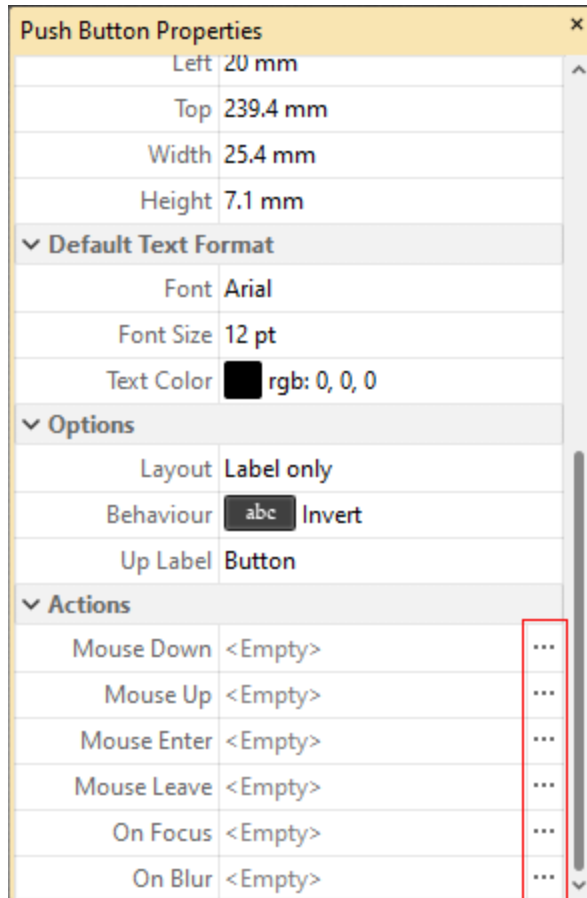 Push Button Properties
Left 20 mm
Top 239.4 mm
Width 25.4 mm
Height 7.1 mm
Default Text Format
Font Arial
Font Size 12 pt
Text Color rgb: 0, 0, 0
Options
Layout Label only
Behaviour abc Invert
Up Label Button
Actions
Mouse Down <Empty> ...
Mouse Up <Empty> ...
Mouse Enter <Empty> ...
Mouse Leave <Empty> ...
On Focus <Empty> ...
On Blur <Empty> ...